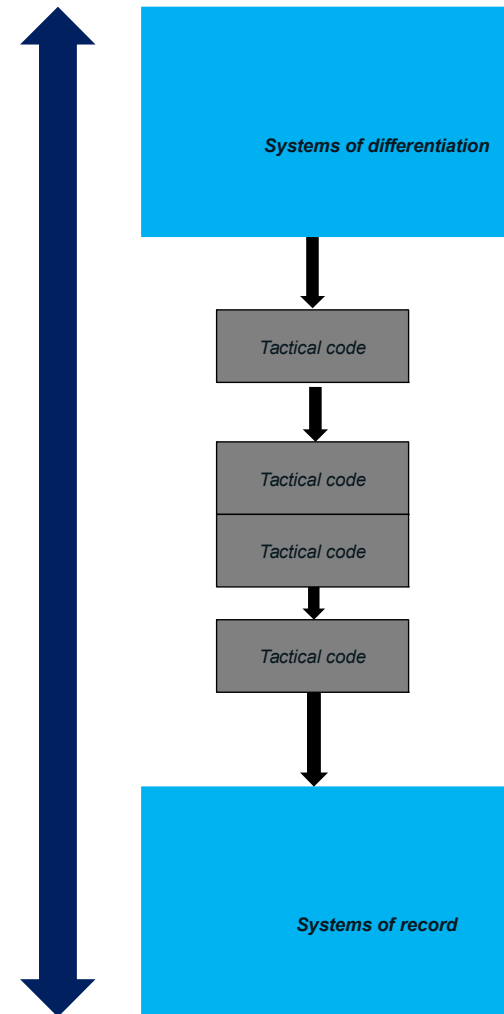 Systems of differentiation
Tactical code
Tactical code
Tactical code
Tactical code
Systems of record